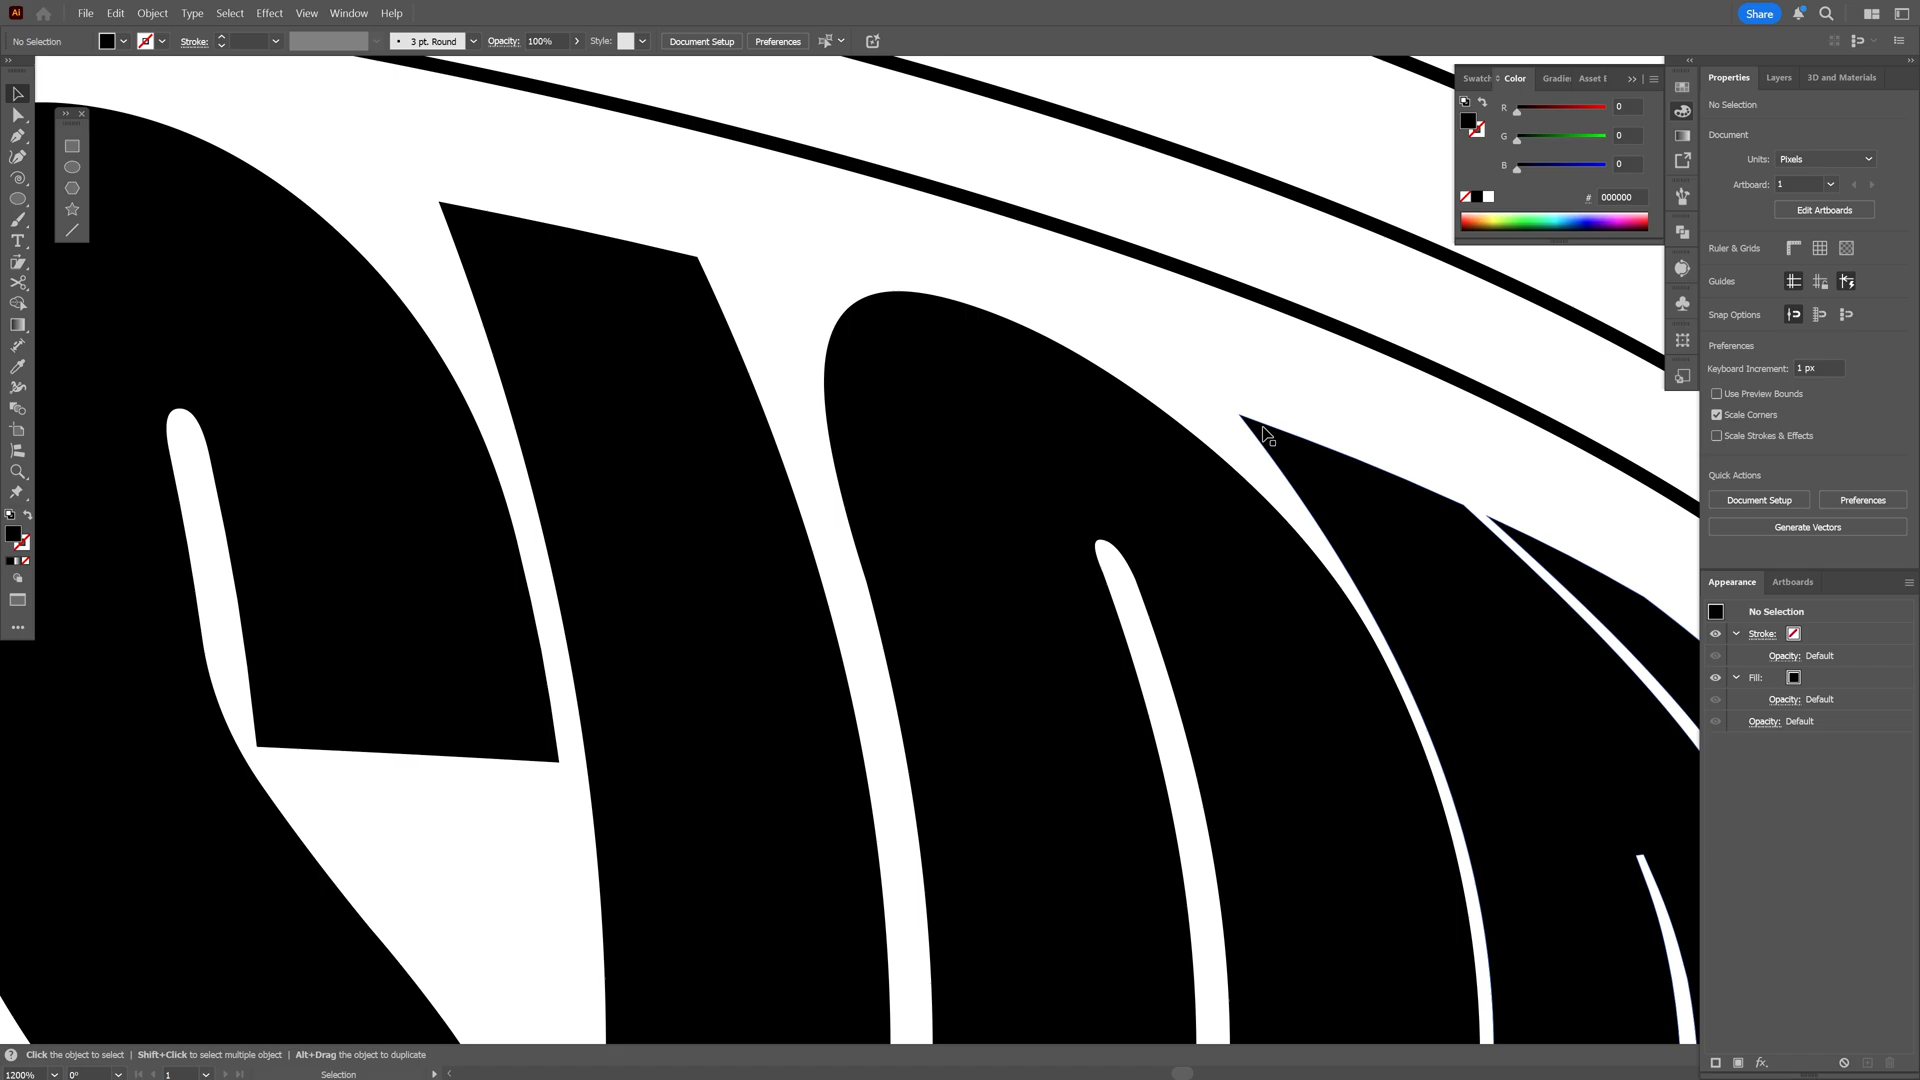 Ai File Edit Object Type Select Effect View Window Help Share
No Selection Stroke: 3 pt. Round Opacity: 100% Style: Document Setup Preferences
Swatch Color Gradie Asset E
R 0
G 0
B 0
# 000000
Properties Layers 3D and Materials
No Selection
Document
Units: Pixels
Artboard: 1
Edit Artboards
Ruler & Grids
Guides
Snap Options
Preferences
Keyboard Increment: 1 px
Use Preview Bounds
Scale Corners
Scale Strokes & Effects
Quick Actions
Document Setup Preferences
Generate Vectors
Appearance Artboards
No Selection
Stroke:
Opacity: Default
Fill:
Opacity: Default
Opacity: Default
fx
Click the object to select | Shift+Click to select multiple object | Alt+Drag the object to duplicate
1200% 0° 1 Selection